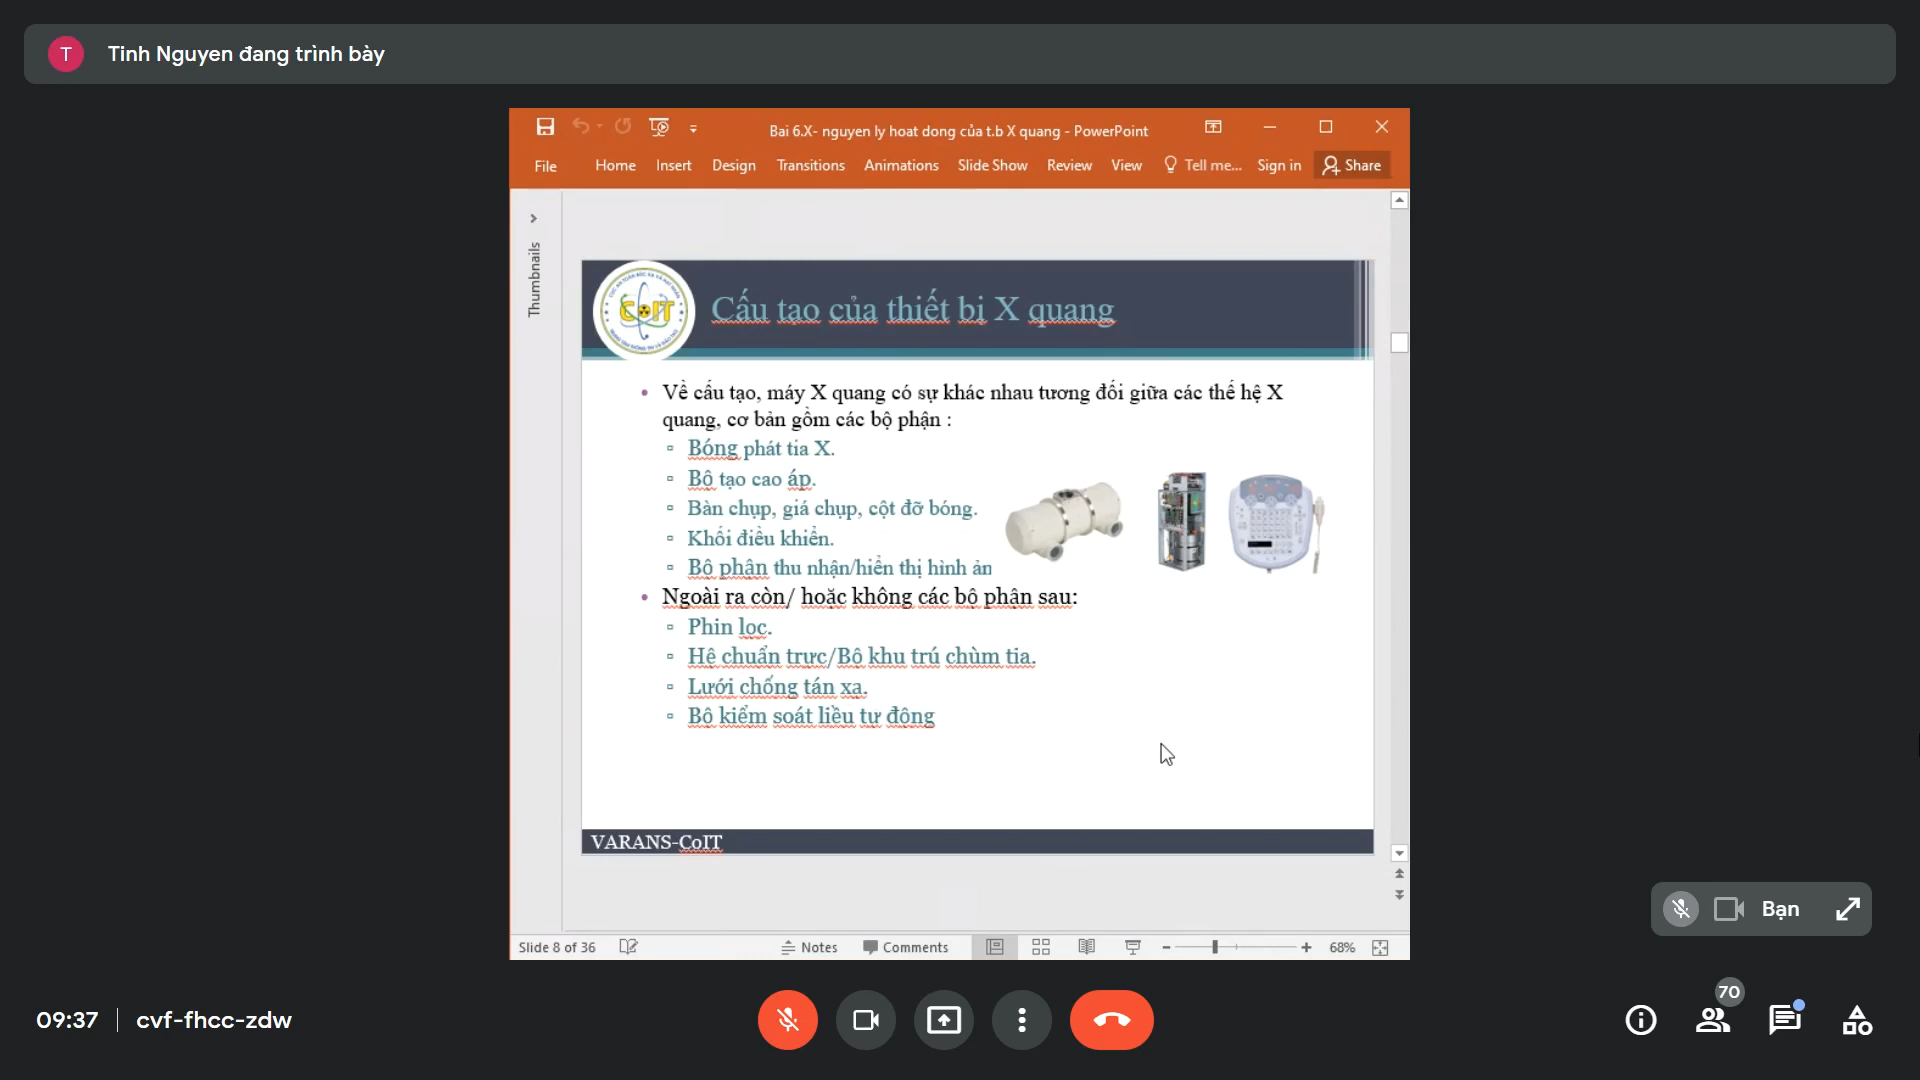 T
Tinh Nguyen đang trình bày
Bai 6.X- nguyen ly hoat dong của t.b X quang - PowerPoint
File Home Insert Design Transitions Animations Slide Show Review View Tell me... Sign in Share
Thumbnails
CoIT
Cấu tạo của thiết bị X quang
• Về cấu tạo, máy X quang có sự khác nhau tương đối giữa các thế hệ X
quang, cơ bản gồm các bộ phận :
Bóng phát tia X.
Bộ tạo cao áp.
Bàn chụp, giá chụp, cột đỡ bóng.
Khối điều khiển.
Bộ phận thu nhận/hiển thị hình ản
• Ngoài ra còn/ hoặc không các bộ phận sau:
Phin lọc.
Hệ chuẩn trực/Bộ khu trú chùm tia.
Lưới chống tán xạ.
Bộ kiểm soát liều tự động
VARANS-CoIT
Slide 8 of 36 Notes Comments 68%
Bạn
09:37 cvf-fhcc-zdw
70